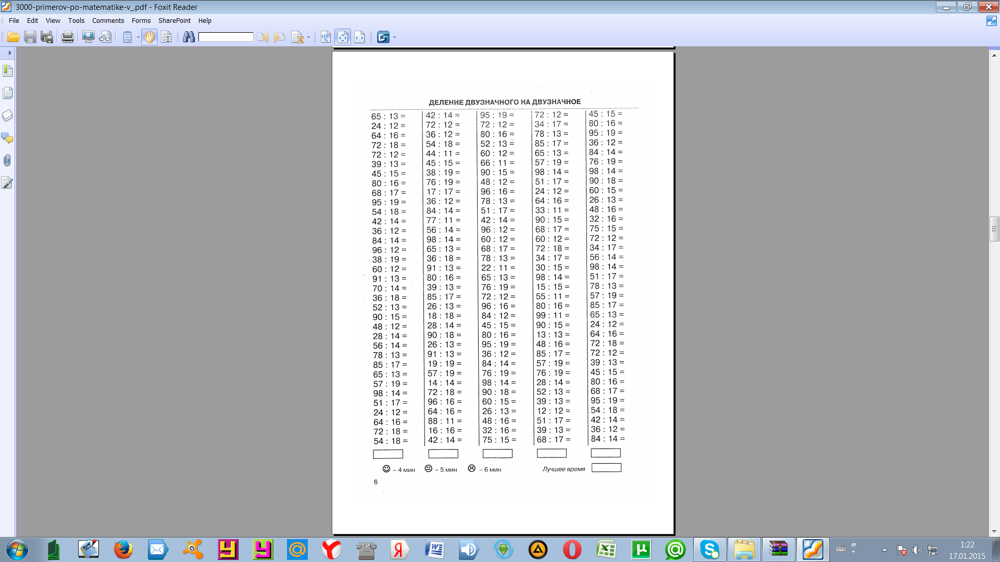 3000-primerov-po-matematike-v_.pdf - Foxit Reader
File Edit View Tools Comments Forms SharePoint Help
ДЕЛЕНИЕ ДВУЗНАЧНОГО НА ДВУЗНАЧНОЕ
65 : 13 = 42 : 14 = 95 : 19 = 72 : 12 = 45 : 15 =
24 : 12 = 72 : 12 = 72 : 12 = 34 : 17 = 80 : 16 =
64 : 16 = 36 : 12 = 80 : 16 = 78 : 13 = 95 : 19 =
72 : 18 = 54 : 18 = 52 : 13 = 85 : 17 = 36 : 12 =
72 : 12 = 44 : 11 = 60 : 12 = 65 : 13 = 84 : 14 =
39 : 13 = 45 : 15 = 66 : 11 = 57 : 19 = 76 : 19 =
45 : 15 = 38 : 19 = 90 : 15 = 98 : 14 = 98 : 14 =
80 : 16 = 76 : 19 = 48 : 12 = 51 : 17 = 90 : 18 =
68 : 17 = 17 : 17 = 96 : 16 = 24 : 12 = 60 : 15 =
95 : 19 = 36 : 12 = 78 : 13 = 64 : 16 = 26 : 13 =
54 : 18 = 84 : 14 = 51 : 17 = 33 : 11 = 48 : 16 =
42 : 14 = 77 : 11 = 42 : 14 = 90 : 15 = 32 : 16 =
36 : 12 = 56 : 14 = 96 : 12 = 68 : 17 = 75 : 15 =
84 : 14 = 98 : 14 = 60 : 12 = 60 : 12 = 72 : 12 =
96 : 12 = 65 : 13 = 68 : 17 = 72 : 18 = 34 : 17 =
38 : 19 = 36 : 18 = 78 : 13 = 34 : 17 = 56 : 14 =
60 : 12 = 91 : 13 = 22 : 11 = 30 : 15 = 98 : 14 =
91 : 13 = 80 : 16 = 65 : 13 = 98 : 14 = 51 : 17 =
70 : 14 = 39 : 13 = 76 : 19 = 15 : 15 = 78 : 13 =
36 : 18 = 85 : 17 = 72 : 12 = 55 : 11 = 57 : 19 =
52 : 13 = 26 : 13 = 96 : 16 = 80 : 16 = 85 : 17 =
90 : 15 = 18 : 18 = 84 : 12 = 99 : 11 = 65 : 13 =
48 : 12 = 28 : 14 = 45 : 15 = 90 : 15 = 24 : 12 =
28 : 14 = 90 : 18 = 80 : 16 = 13 : 13 = 64 : 16 =
56 : 14 = 26 : 13 = 95 : 19 = 48 : 16 = 72 : 18 =
78 : 13 = 91 : 13 = 36 : 12 = 85 : 17 = 72 : 12 =
85 : 17 = 19 : 19 = 84 : 14 = 57 : 19 = 39 : 13 =
65 : 13 = 57 : 19 = 76 : 19 = 76 : 19 = 45 : 15 =
57 : 19 = 14 : 14 = 98 : 14 = 28 : 14 = 80 : 16 =
98 : 14 = 72 : 18 = 90 : 18 = 52 : 13 = 68 : 17 =
51 : 17 = 96 : 16 = 60 : 15 = 39 : 13 = 95 : 19 =
24 : 12 = 64 : 16 = 26 : 13 = 12 : 12 = 54 : 18 =
64 : 16 = 88 : 11 = 48 : 16 = 51 : 17 = 42 : 14 =
72 : 18 = 16 : 16 = 32 : 16 = 39 : 13 = 36 : 12 =
54 : 18 = 42 : 14 = 75 : 15 = 68 : 17 = 84 : 14 =
– 4 мин – 5 мин – 6 мин Лучшее время
6
1:22
17.01.2015